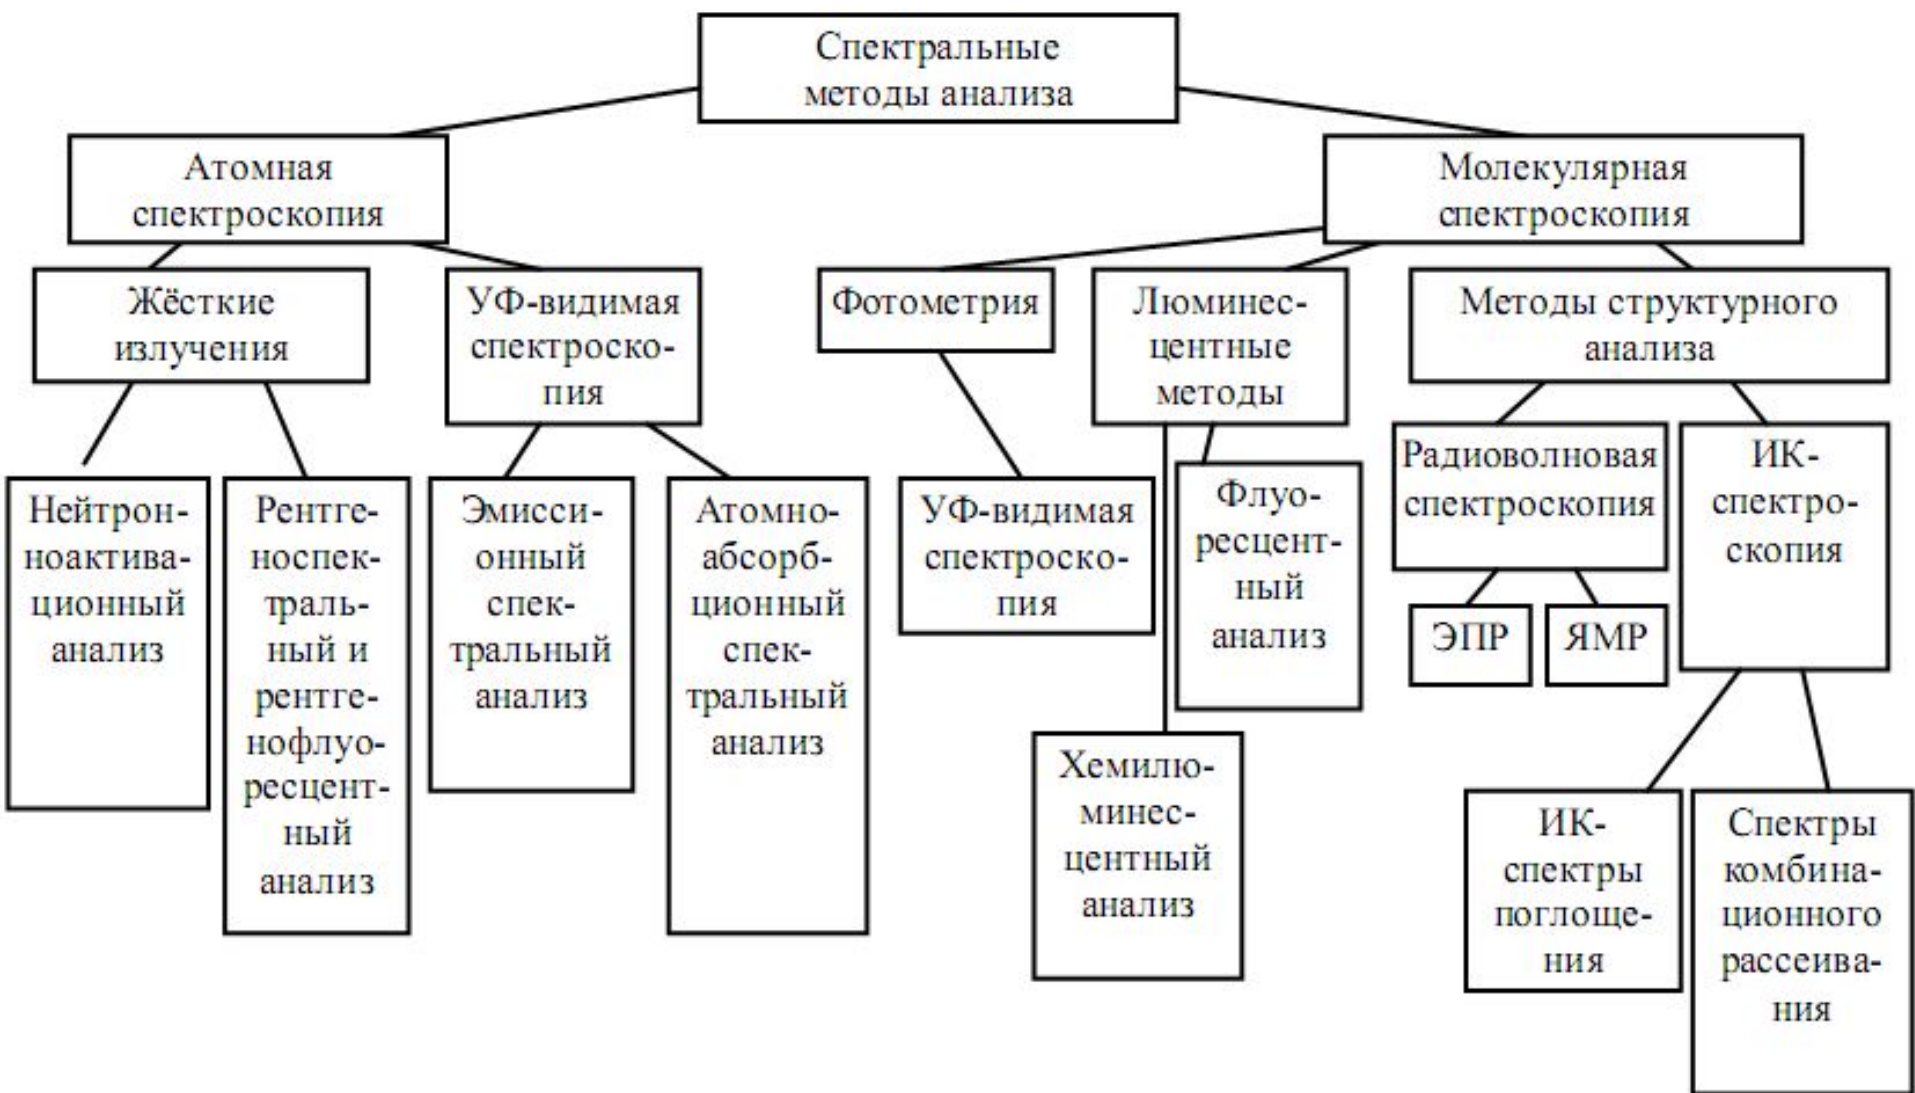 Спектральные
методы анализа
Атомная
спектроскопия
Молекулярная
спектроскопия
Жёсткие
излучения
УФ-видимая
спектроско-
пия
Фотометрия
Люминес-
центные
методы
Методы структурного
анализа
Радиоволновая
спектроскопия
ИК-
спектро-
скопия
Нейтрон-
ноактива-
ционный
анализ
Рентге-
носпек-
траль-
ный и
рентге-
нофлуо-
ресцент-
ный
анализ
Эмисси-
онный
спек-
тральный
анализ
Атомно-
абсорб-
ционный
спек-
тральный
анализ
УФ-видимая
спектроско-
пия
Флуо-
ресцент-
ный
анализ
ЭПР
ЯМР
Хемилю-
минес-
центный
анализ
ИК-
спектры
поглоще-
ния
Спектры
комбина-
ционного
рассеива-
ния